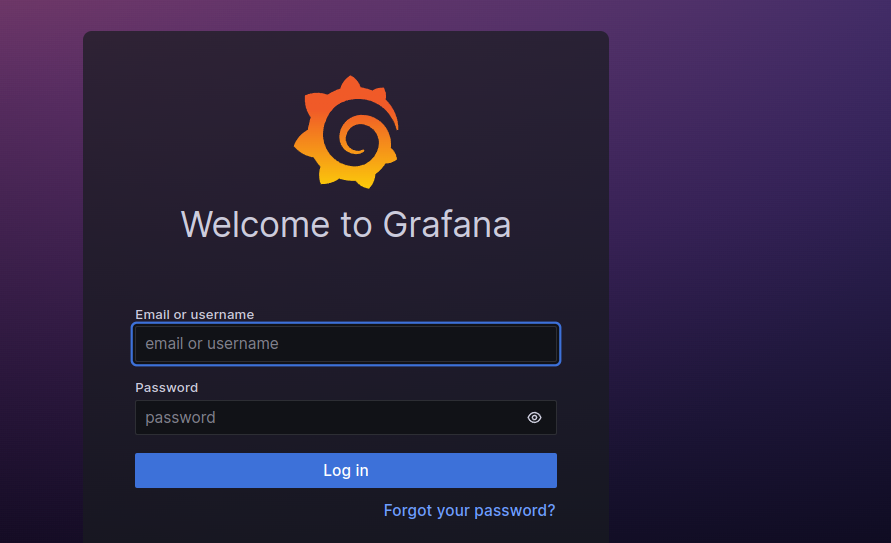 Welcome to Grafana
Email or username
email or username
Password
password
Log in
Forgot your password?